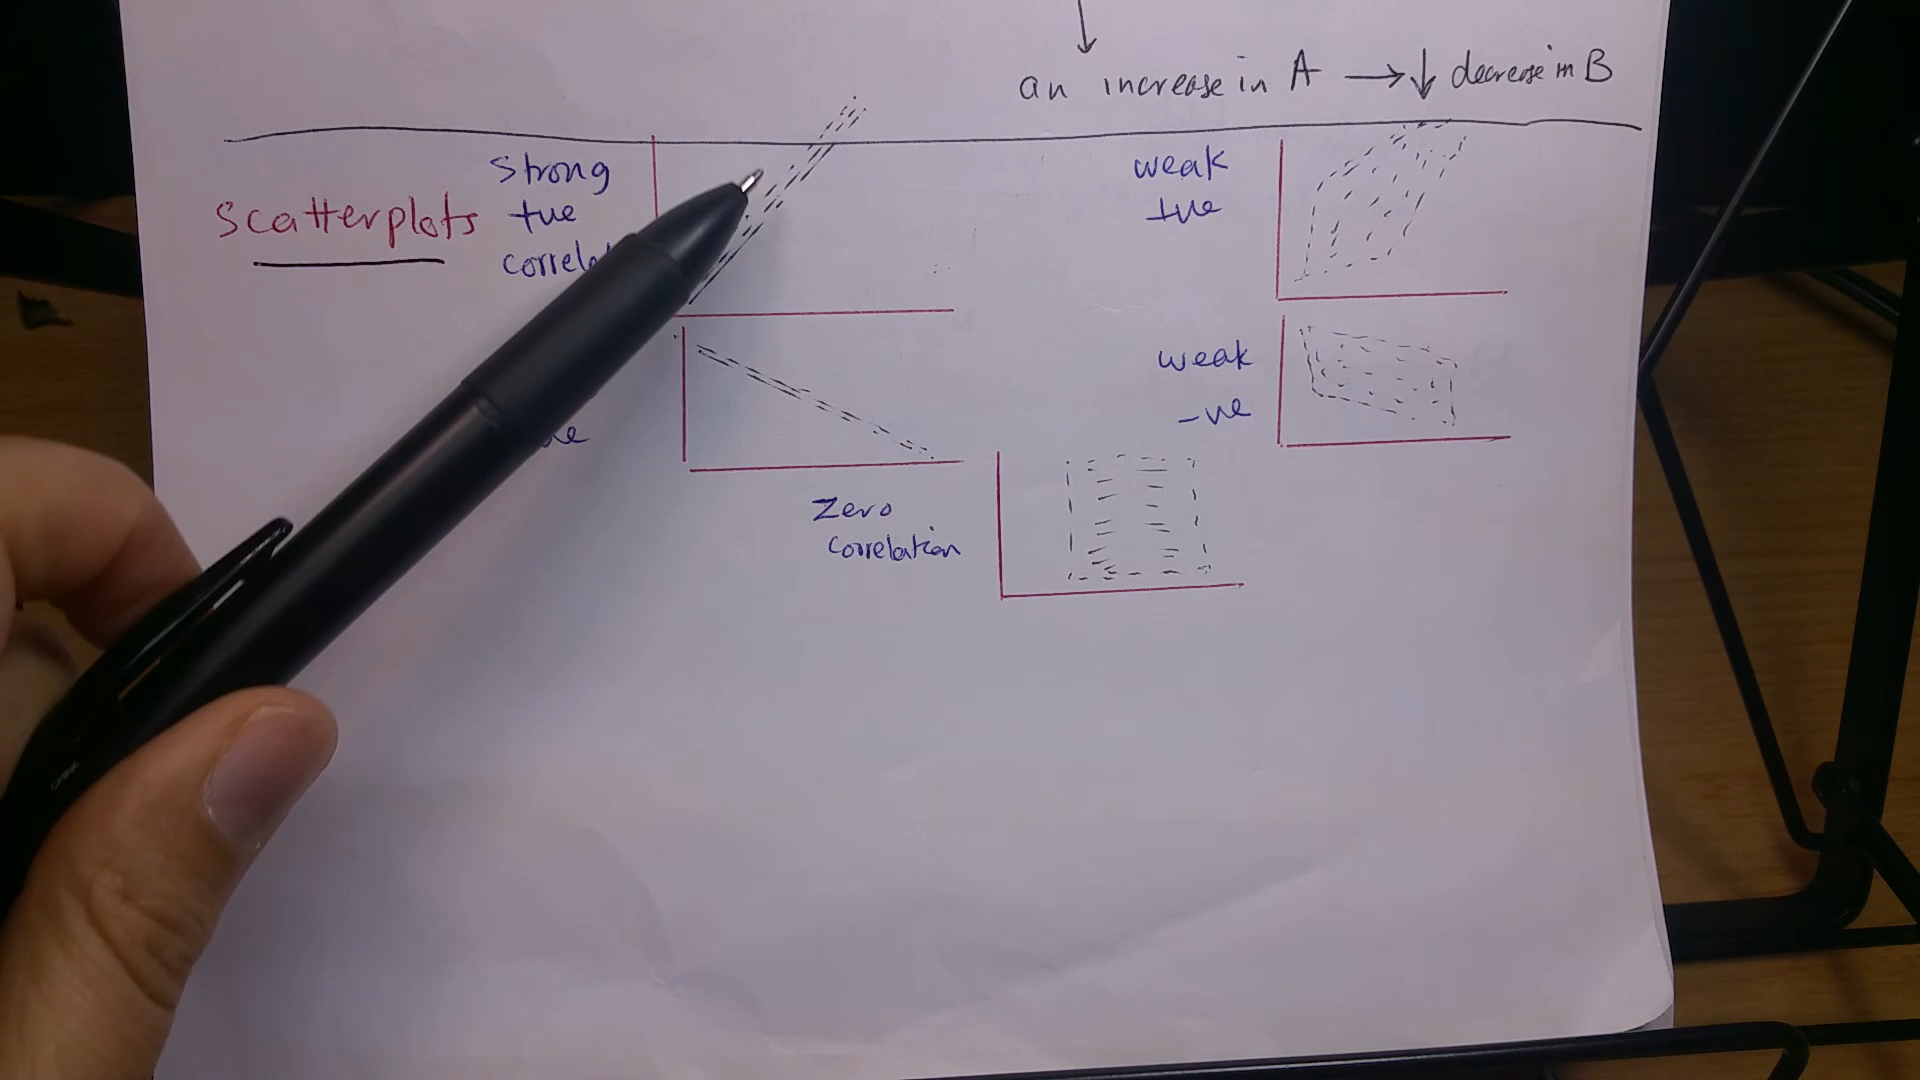 an increase in A → ↓ decrease in B
Scatterplots
Strong
+ve
weak
+ve
weak
-ve
Zero
correlation